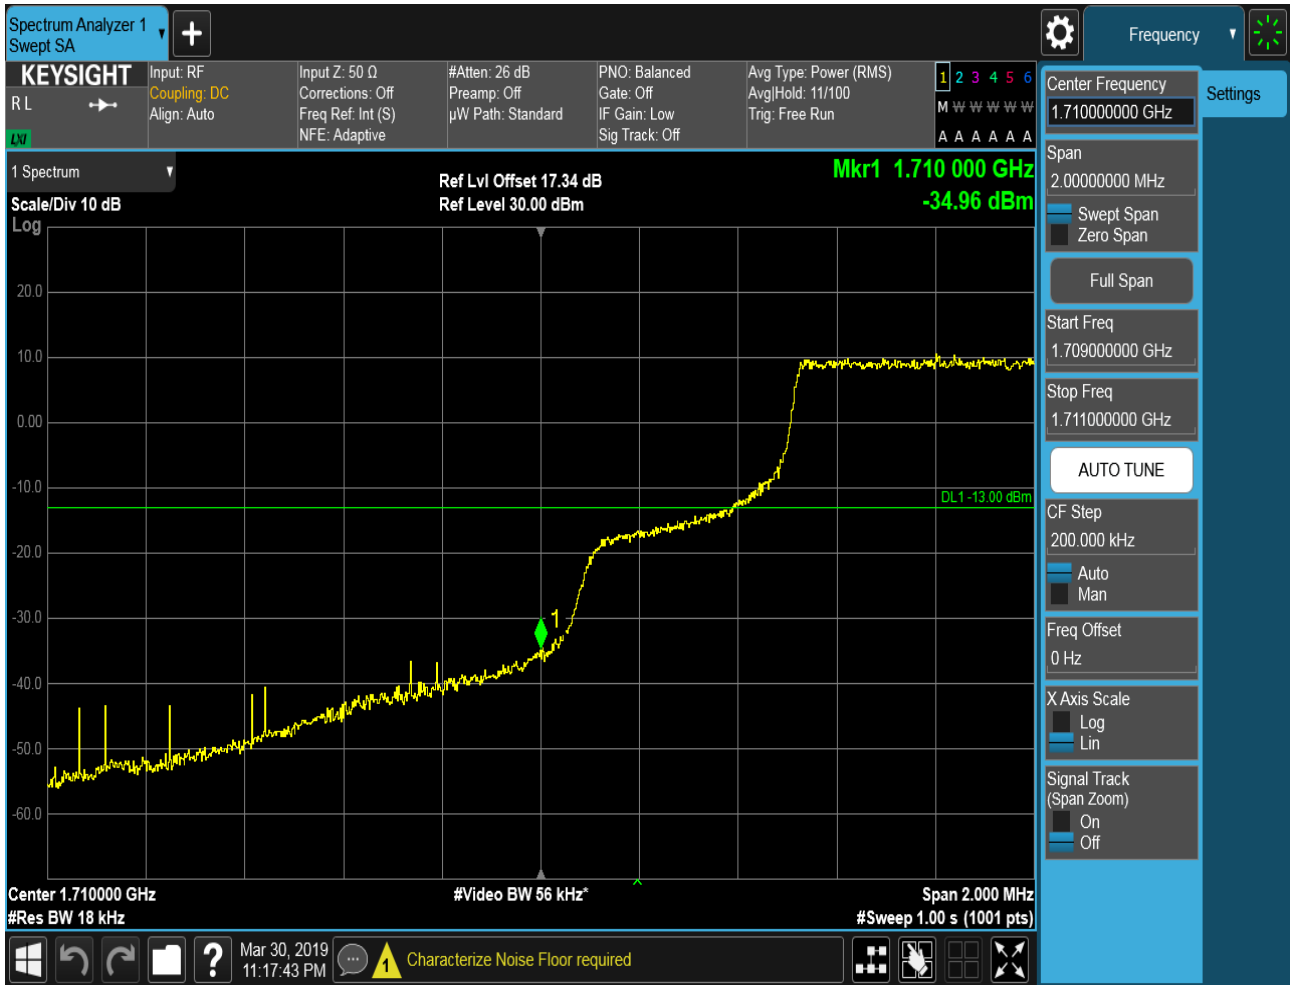 Spectrum Analyzer 1
Swept SA
Frequency
KEYSIGHT
R L
LXI
Input: RF
Coupling: DC
Align: Auto
Input Z: 50 Ω
Corrections: Off
Freq Ref: Int (S)
NFE: Adaptive
#Atten: 26 dB
Preamp: Off
µW Path: Standard
PNO: Balanced
Gate: Off
IF Gain: Low
Sig Track: Off
Avg Type: Power (RMS)
Avg|Hold: 11/100
Trig: Free Run
1 2 3 4 5 6
M W W W W W
A A A A A A
Center Frequency
1.710000000 GHz
Settings
Span
2.00000000 MHz
Swept Span
Zero Span
Full Span
Start Freq
1.709000000 GHz
Stop Freq
1.711000000 GHz
AUTO TUNE
CF Step
200.000 kHz
Auto
Man
Freq Offset
0 Hz
X Axis Scale
Log
Lin
Signal Track
(Span Zoom)
On
Off
1 Spectrum
Scale/Div 10 dB
Log
Ref Lvl Offset 17.34 dB
Ref Level 30.00 dBm
Mkr1 1.710 000 GHz
-34.96 dBm
20.0
10.0
0.00
-10.0
DL1 -13.00 dBm
-20.0
-30.0
1
-40.0
-50.0
-60.0
Center 1.710000 GHz
#Res BW 18 kHz
#Video BW 56 kHz*
Span 2.000 MHz
#Sweep 1.00 s (1001 pts)
?
Mar 30, 2019
11:17:43 PM
1
Characterize Noise Floor required